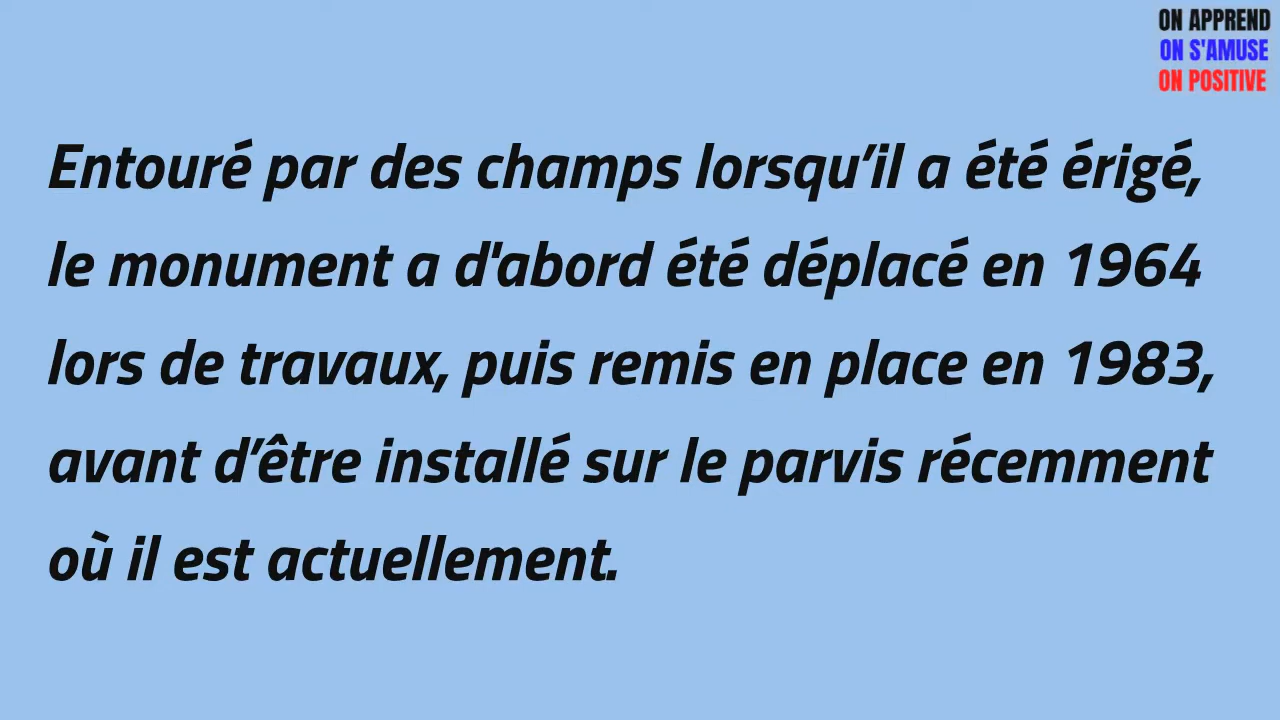 ON APPREND
ON S'AMUSE
ON POSITIVE
Entouré par des champs lorsqu’il a été érigé,
le monument a d'abord été déplacé en 1964
lors de travaux, puis remis en place en 1983,
avant d’être installé sur le parvis récemment
où il est actuellement.